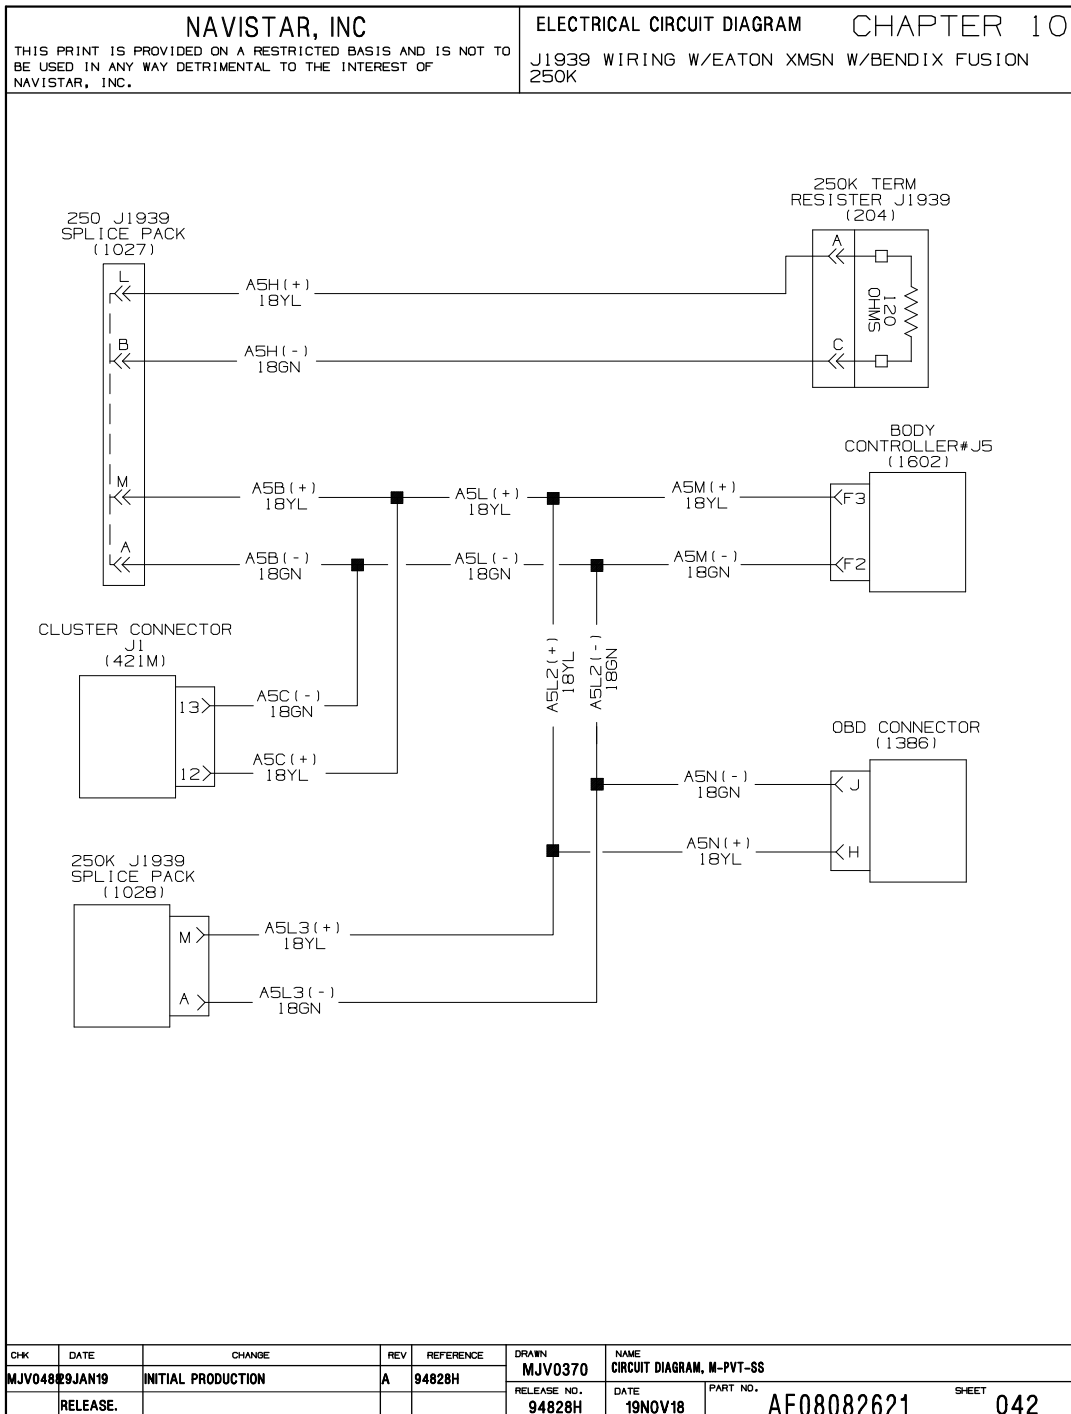 NAVISTAR, INC
THIS PRINT IS PROVIDED ON A RESTRICTED BASIS AND IS NOT TO
BE USED IN ANY WAY DETRIMENTAL TO THE INTEREST OF
NAVISTAR, INC.
ELECTRICAL CIRCUIT DIAGRAM
CHAPTER 10
J1939 WIRING W/EATON XMSN W/BENDIX FUSION
250K
250K TERM
RESISTER J1939
(204)
A
C
120
OHMS
250 J1939
SPLICE PACK
(1027)
L
A5H(+)
18YL
B
A5H(-)
18GN
BODY
CONTROLLER#J5
(1602)
M
A5B(+)
18YL
A5L(+)
18YL
A5M(+)
18YL
F3
A
A5B(-)
18GN
A5L(-)
18GN
A5M(-)
18GN
F2
CLUSTER CONNECTOR
J1
(421M)
13
A5C(-)
18GN
12
A5C(+)
18YL
A5L2(+)
18YL
A5L2(-)
18GN
OBD CONNECTOR
(1386)
A5N(-)
18GN
J
A5N(+)
18YL
H
250K J1939
SPLICE PACK
(1028)
M
A5L3(+)
18YL
A
A5L3(-)
18GN
CHK
DATE
CHANGE
REV
REFERENCE
29JAN19
INITIAL PRODUCTION
A
94828H
RELEASE.
DRAWN
MJV0370
NAME
CIRCUIT DIAGRAM, M-PVT-SS
RELEASE NO.
94828H
DATE
19NOV18
PART NO.
AF08082621
SHEET
042